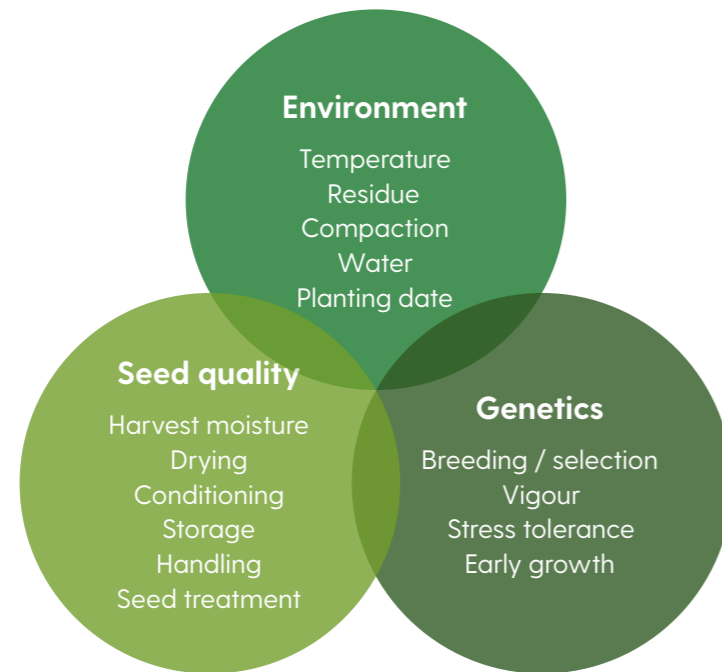 Environment
Temperature
Residue
Compaction
Water
Planting date
Seed quality
Harvest moisture
Drying
Conditioning
Storage
Handling
Seed treatment
Genetics
Breeding / selection
Vigour
Stress tolerance
Early growth